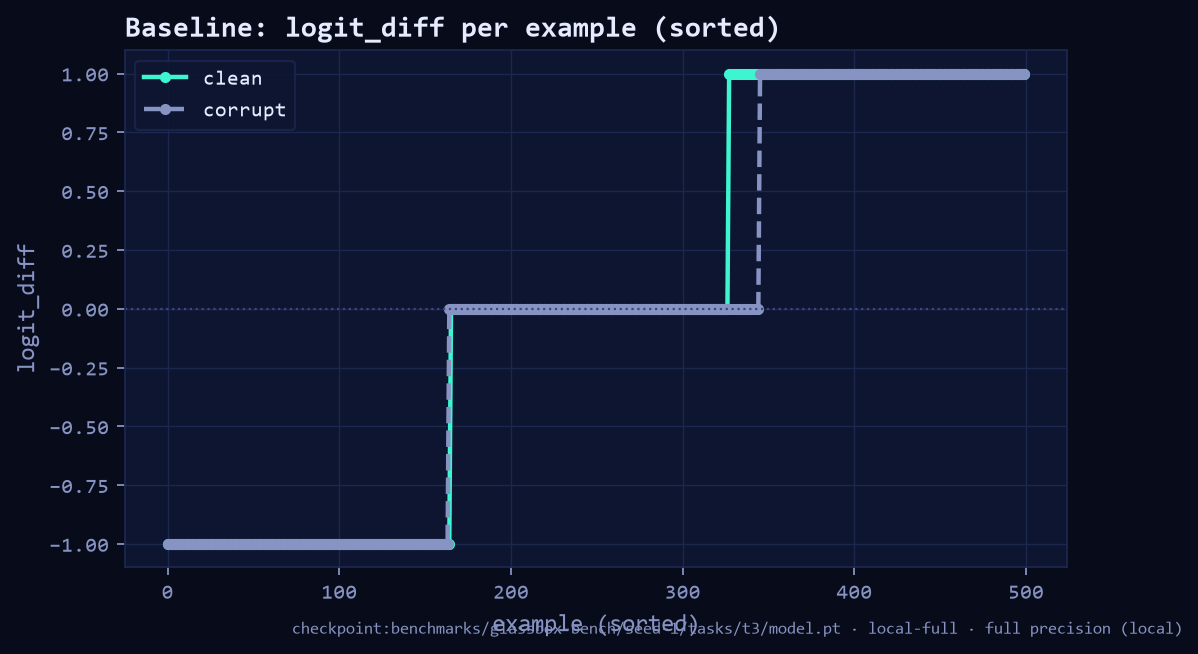 Baseline: logit_diff per example (sorted)
clean
corrupt
1.00
0.75
0.50
0.25
0.00
−0.25
−0.50
−0.75
−1.00
logit_diff
0 100 200 300 400 500
example (sorted)
checkpoint:benchmarks/glassbox-bench/seed-1/tasks/t3/model.pt · local-full · full precision (local)